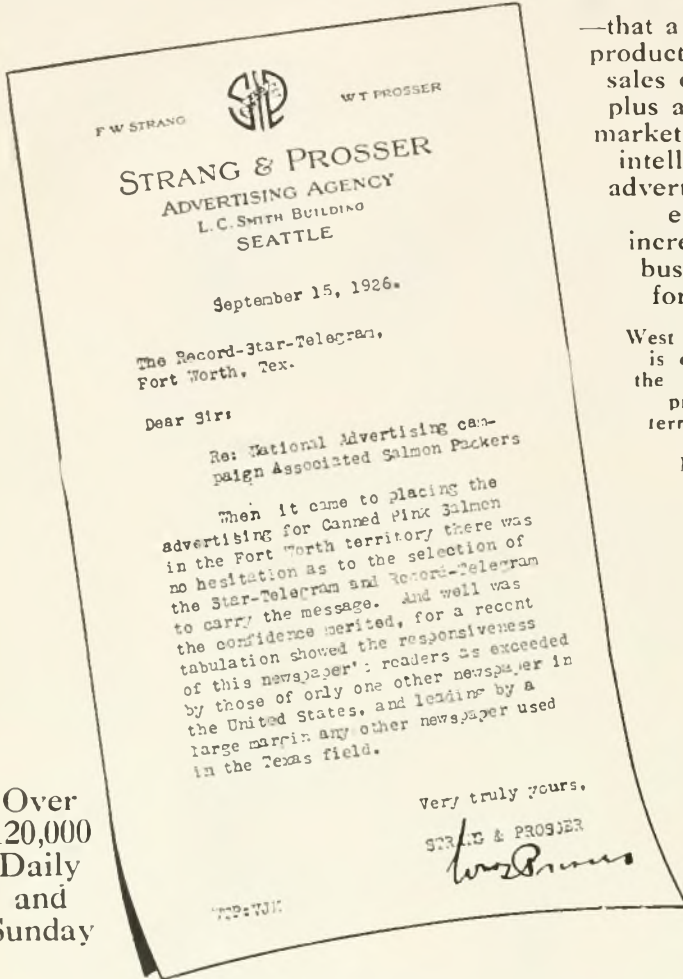 F W STRANG
W T PROSSER
STRANG & PROSSER
ADVERTISING AGENCY
L. C. SMITH BUILDING
SEATTLE
September 15, 1926.
The Record-Star-Telegram,
Fort Worth, Tex.
Dear Sir:
Re: National Advertising cam-
paign Associated Salmon Packers
When it came to placing the
advertising for Canned Pink Salmon
in the Fort Worth territory there was
no hesitation as to the selection of
the Star-Telegram and Record-Telegram
to carry the message. And well was
the confidence merited, for a recent
tabulation showed the responsiveness
of this newspaper's readers as exceeded
by those of only one other newspaper in
the United States, and leading by a
large margin any other newspaper used
in the Texas field.
Very truly yours,
STRANG & PROSSER
WTP:VJK
Over
120,000
Daily
and
Sunday
—that a
product
sales
plus a
market
intell
advert
e
incre
bus
for
West
is
the
p
terr